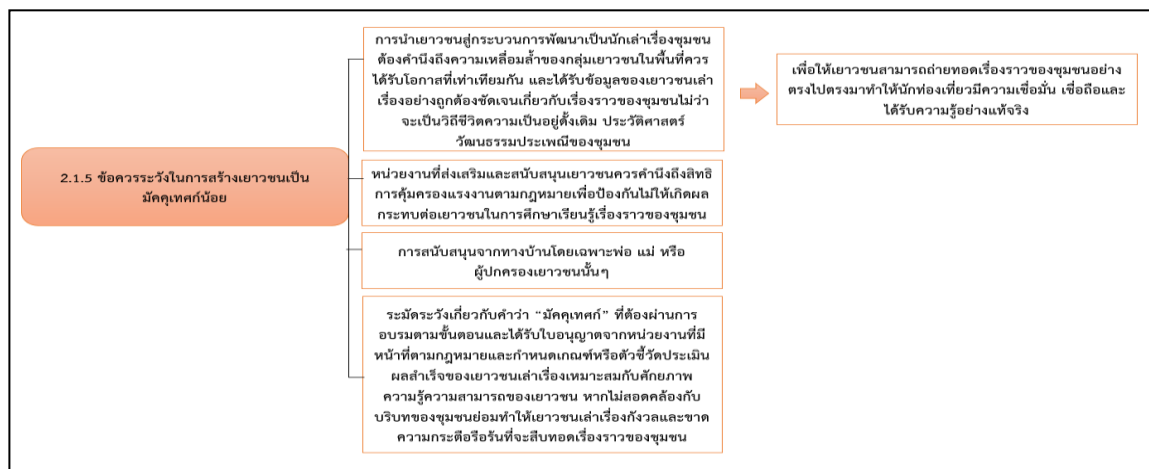 2.1.5 ข้อควรระวังในการสร้างเยาวชนเป็น
มัคคุเทศก์น้อย
การนำเยาวชนสู่กระบวนการพัฒนาเป็นนักเล่าเรื่องชุมชน
ต้องคำนึงถึงความเหลื่อมล้ำของกลุ่มเยาวชนในพื้นที่ควร
ได้รับโอกาสที่เท่าเทียมกัน และได้รับข้อมูลของเยาวชนเล่า
เรื่องอย่างถูกต้องชัดเจนเกี่ยวกับเรื่องราวของชุมชนไม่ว่า
จะเป็นวิถีชีวิตความเป็นอยู่ดั้งเดิม ประวัติศาสตร์
วัฒนธรรมประเพณีของชุมชน
เพื่อให้เยาวชนสามารถถ่ายทอดเรื่องราวของชุมชนอย่าง
ตรงไปตรงมาทำให้นักท่องเที่ยวมีความเชื่อมั่น เชื่อถือและ
ได้รับความรู้อย่างแท้จริง
หน่วยงานที่ส่งเสริมและสนับสนุนเยาวชนควรคำนึงถึงสิทธิ
การคุ้มครองแรงงานตามกฎหมายเพื่อป้องกันไม่ให้เกิดผล
กระทบต่อเยาวชนในการศึกษาเรียนรู้เรื่องราวของชุมชน
การสนับสนุนจากทางบ้านโดยเฉพาะพ่อ แม่ หรือ
ผู้ปกครองเยาวชนนั้นๆ
ระมัดระวังเกี่ยวกับคำว่า “มัคคุเทศก์” ที่ต้องผ่านการ
อบรมตามขั้นตอนและได้รับใบอนุญาตจากหน่วยงานที่มี
หน้าที่ตามกฎหมายและกำหนดเกณฑ์หรือตัวชี้วัดประเมิน
ผลสำเร็จของเยาวชนเล่าเรื่องเหมาะสมกับศักยภาพ
ความรู้ความสามารถของเยาวชน หากไม่สอดคล้องกับ
บริบทของชุมชนย่อมทำให้เยาวชนเล่าเรื่องกังวลและขาด
ความกระตือรือร้นที่จะสืบทอดเรื่องราวของชุมชน